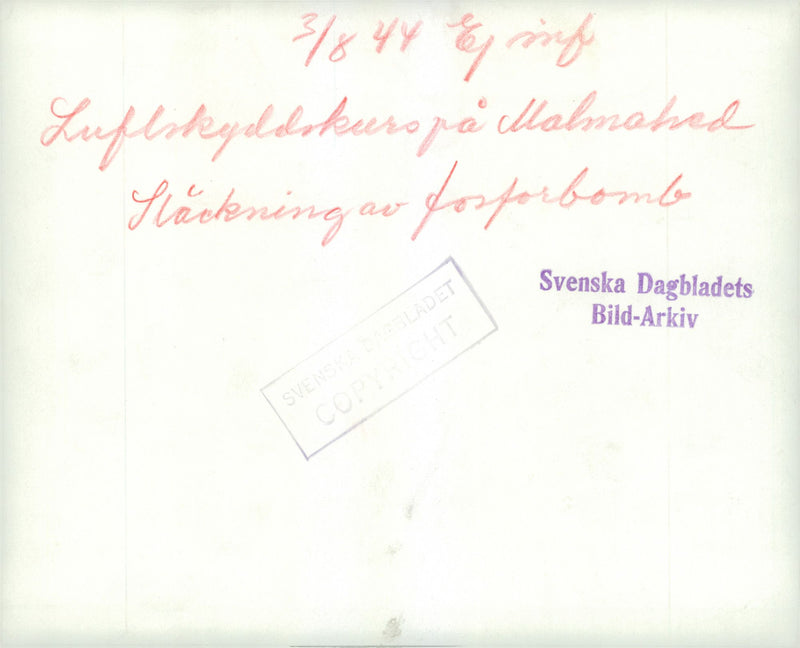 3/8 44 Ej inf
Luftskyddskurs på Malmahed
Släckning av fosforbomb
Svenska Dagbladets
Bild-Arkiv
SVENSKA DAGBLADET
COPYRIGHT